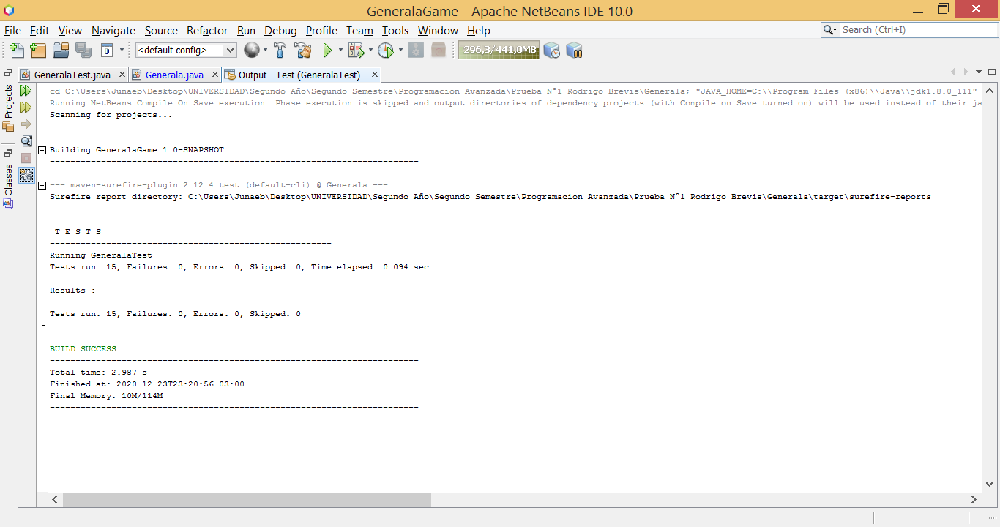 GeneralaGame - Apache NetBeans IDE 10.0
File Edit View Navigate Source Refactor Run Debug Profile Team Tools Window Help
Search (Ctrl+I)
<default config>
296,3/441,0MB
GeneralaTest.java
Generala.java
Output - Test (GeneralaTest)
Projects
Classes
cd C:\Users\Junaeb\Desktop\UNIVERSIDAD\Segundo Año\Segundo Semestre\Programacion Avanzada\Prueba N°1 Rodrigo Brevis\Generala; "JAVA_HOME=C:\\Program Files (x86)\\Java\\jdk1.8.0_111"
Running NetBeans Compile On Save execution. Phase execution is skipped and output directories of dependency projects (with Compile on Save turned on) will be used instead of their ja
Scanning for projects...
------------------------------------------------------------------------
Building GeneralaGame 1.0-SNAPSHOT
------------------------------------------------------------------------
--- maven-surefire-plugin:2.12.4:test (default-cli) @ Generala ---
Surefire report directory: C:\Users\Junaeb\Desktop\UNIVERSIDAD\Segundo Año\Segundo Semestre\Programacion Avanzada\Prueba N°1 Rodrigo Brevis\Generala\target\surefire-reports
-------------------------------------------------------
T E S T S
-------------------------------------------------------
Running GeneralaTest
Tests run: 15, Failures: 0, Errors: 0, Skipped: 0, Time elapsed: 0.094 sec
Results :
Tests run: 15, Failures: 0, Errors: 0, Skipped: 0
------------------------------------------------------------------------
BUILD SUCCESS
------------------------------------------------------------------------
Total time: 2.987 s
Finished at: 2020-12-23T23:20:56-03:00
Final Memory: 10M/114M
------------------------------------------------------------------------